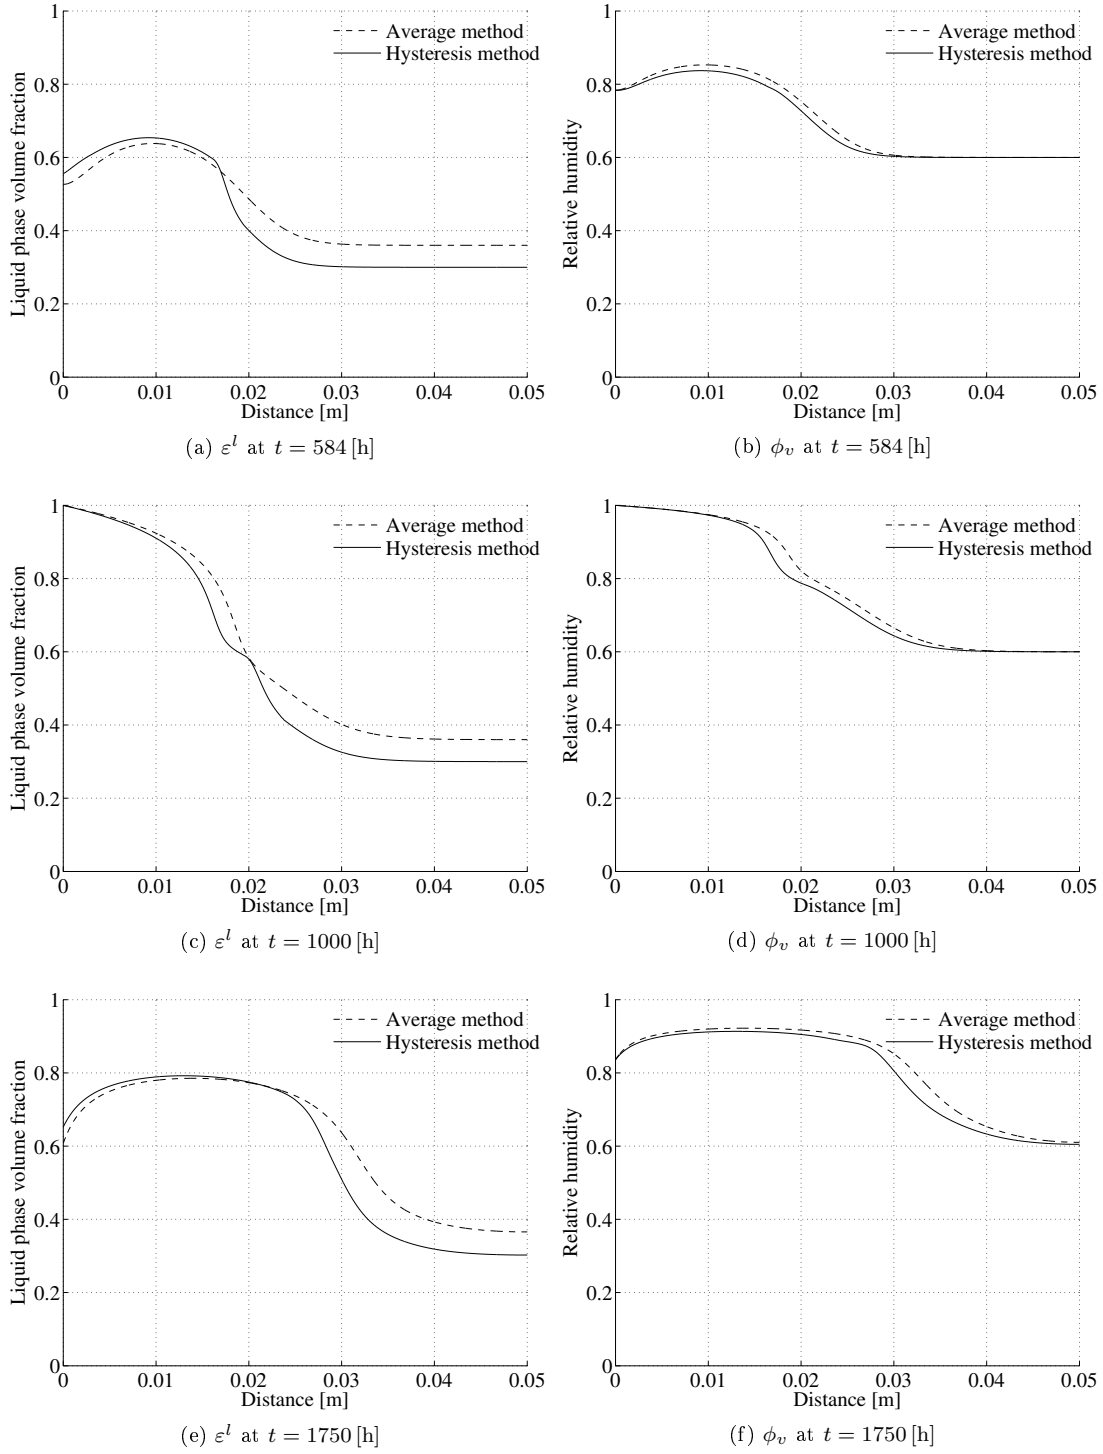 1
0.8
0.6
0.4
0.2
0
Liquid phase volume fraction
Average method
Hysteresis method
0 0.01 0.02 0.03 0.04 0.05
Distance [m]
(a) εˡ at t = 584 [h]
1
0.8
0.6
0.4
0.2
0
Relative humidity
Average method
Hysteresis method
0 0.01 0.02 0.03 0.04 0.05
Distance [m]
(b) ϕᵥ at t = 584 [h]
1
0.8
0.6
0.4
0.2
0
Liquid phase volume fraction
Average method
Hysteresis method
0 0.01 0.02 0.03 0.04 0.05
Distance [m]
(c) εˡ at t = 1000 [h]
1
0.8
0.6
0.4
0.2
0
Relative humidity
Average method
Hysteresis method
0 0.01 0.02 0.03 0.04 0.05
Distance [m]
(d) ϕᵥ at t = 1000 [h]
1
0.8
0.6
0.4
0.2
0
Liquid phase volume fraction
Average method
Hysteresis method
0 0.01 0.02 0.03 0.04 0.05
Distance [m]
(e) εˡ at t = 1750 [h]
1
0.8
0.6
0.4
0.2
0
Relative humidity
Average method
Hysteresis method
0 0.01 0.02 0.03 0.04 0.05
Distance [m]
(f) ϕᵥ at t = 1750 [h]